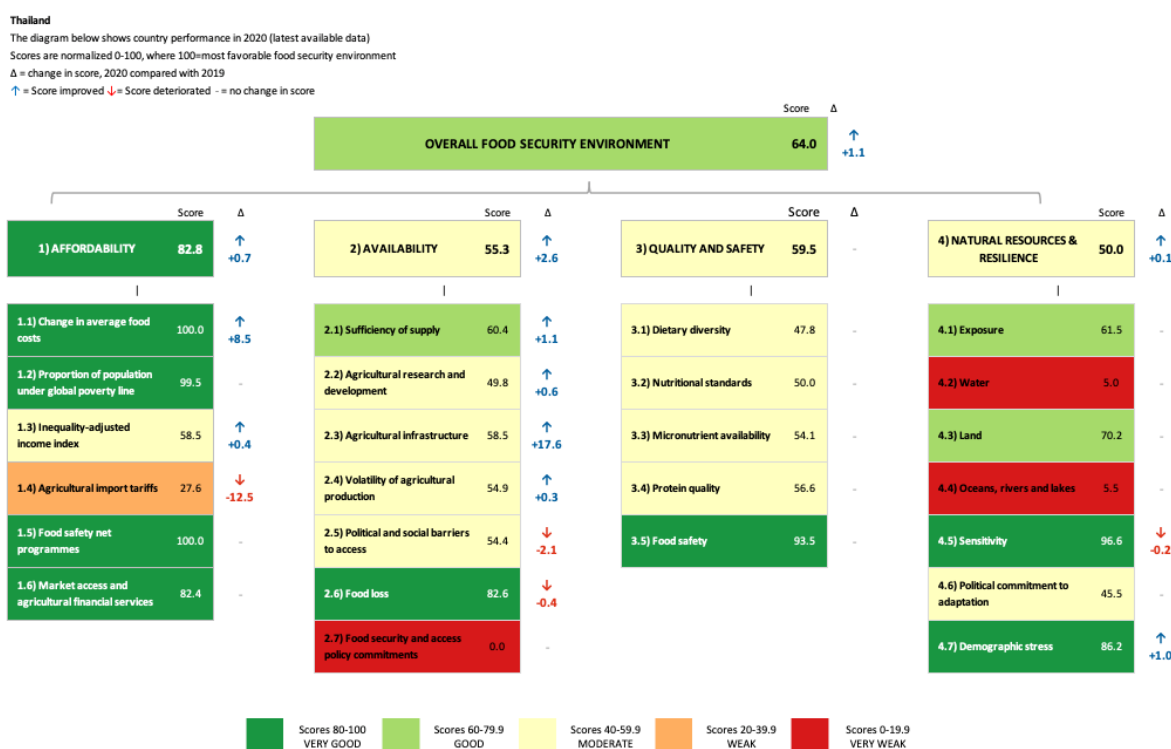 Thailand
The diagram below shows country performance in 2020 (latest available data)
Scores are normalized 0-100, where 100=most favorable food security environment
Δ = change in score, 2020 compared with 2019
↑ = Score improved ↓= Score deteriorated - = no change in score
Score Δ
OVERALL FOOD SECURITY ENVIRONMENT 64.0 ↑
+1.1
Score Δ
1) AFFORDABILITY 82.8 ↑
+0.7
1.1) Change in average food
costs 100.0 ↑
+8.5
1.2) Proportion of population
under global poverty line 99.5 -
1.3) Inequality-adjusted
income index 58.5 ↑
+0.4
1.4) Agricultural import tariffs 27.6 ↓
-12.5
1.5) Food safety net
programmes 100.0 -
1.6) Market access and
agricultural financial services 82.4 -
Score Δ
2) AVAILABILITY 55.3 ↑
+2.6
2.1) Sufficiency of supply 60.4 ↑
+1.1
2.2) Agricultural research and
development 49.8 ↑
+0.6
2.3) Agricultural infrastructure 58.5 ↑
+17.6
2.4) Volatility of agricultural
production 54.9 ↑
+0.3
2.5) Political and social barriers
to access 54.4 ↓
-2.1
2.6) Food loss 82.6 ↓
-0.4
2.7) Food security and access
policy commitments 0.0 -
Score Δ
3) QUALITY AND SAFETY 59.5 -
3.1) Dietary diversity 47.8 -
3.2) Nutritional standards 50.0 -
3.3) Micronutrient availability 54.1 -
3.4) Protein quality 56.6 -
3.5) Food safety 93.5 -
Score Δ
4) NATURAL RESOURCES &
RESILIENCE 50.0 ↑
+0.1
4.1) Exposure 61.5 -
4.2) Water 5.0 -
4.3) Land 70.2 -
4.4) Oceans, rivers and lakes 5.5 -
4.5) Sensitivity 96.6 ↓
-0.2
4.6) Political commitment to
adaptation 45.5 -
4.7) Demographic stress 86.2 ↑
+1.0
Scores 80-100
VERY GOOD
Scores 60-79.9
GOOD
Scores 40-59.9
MODERATE
Scores 20-39.9
WEAK
Scores 0-19.9
VERY WEAK